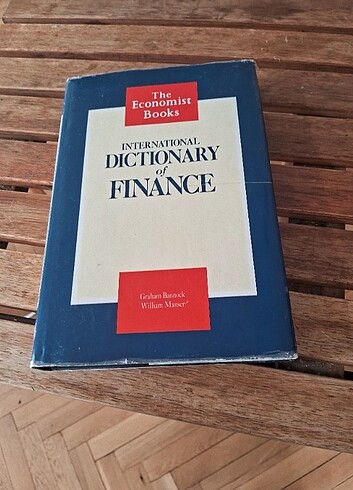 The
Economist
Books
INTERNATIONAL
DICTIONARY
of
FINANCE
Graham Bannock
William Manser